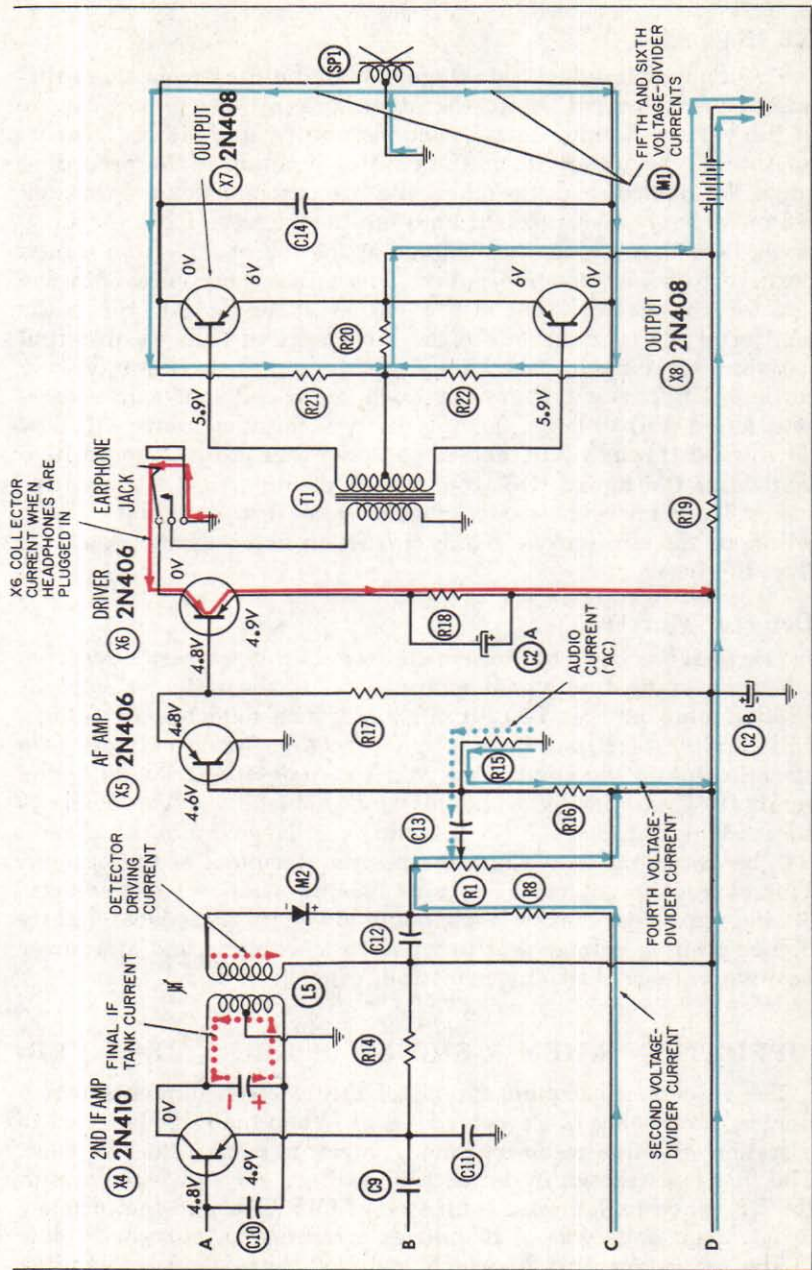 X6 COLLECTOR
CURRENT WHEN
HEADPHONES ARE
PLUGGED IN
2ND IF AMP
X4 2N410
FINAL IF
TANK CURRENT
DETECTOR
DRIVING
CURRENT
AF AMP
X5 2N406
DRIVER
X6 2N406
EARPHONE
JACK
OUTPUT
X7 2N408
SP1
A
4.8V
0V
4.9V
C10
L5
M2
4.6V
4.8V
4.8V
0V
4.9V
T1
5.9V
0V
6V
C14
R21
R20
R22
5.9V
6V
0V
B
C9
R14
C11
C12
R1
C13
R15
R17
R18
C2 A
AUDIO
CURRENT
(AC)
OUTPUT
X8 2N408
M1
FIFTH AND SIXTH
VOLTAGE-DIVIDER
CURRENTS
C
R8
R16
D
R19
C2 B
SECOND VOLTAGE-
DIVIDER CURRENT
FOURTH VOLTAGE-
DIVIDER CURRENT